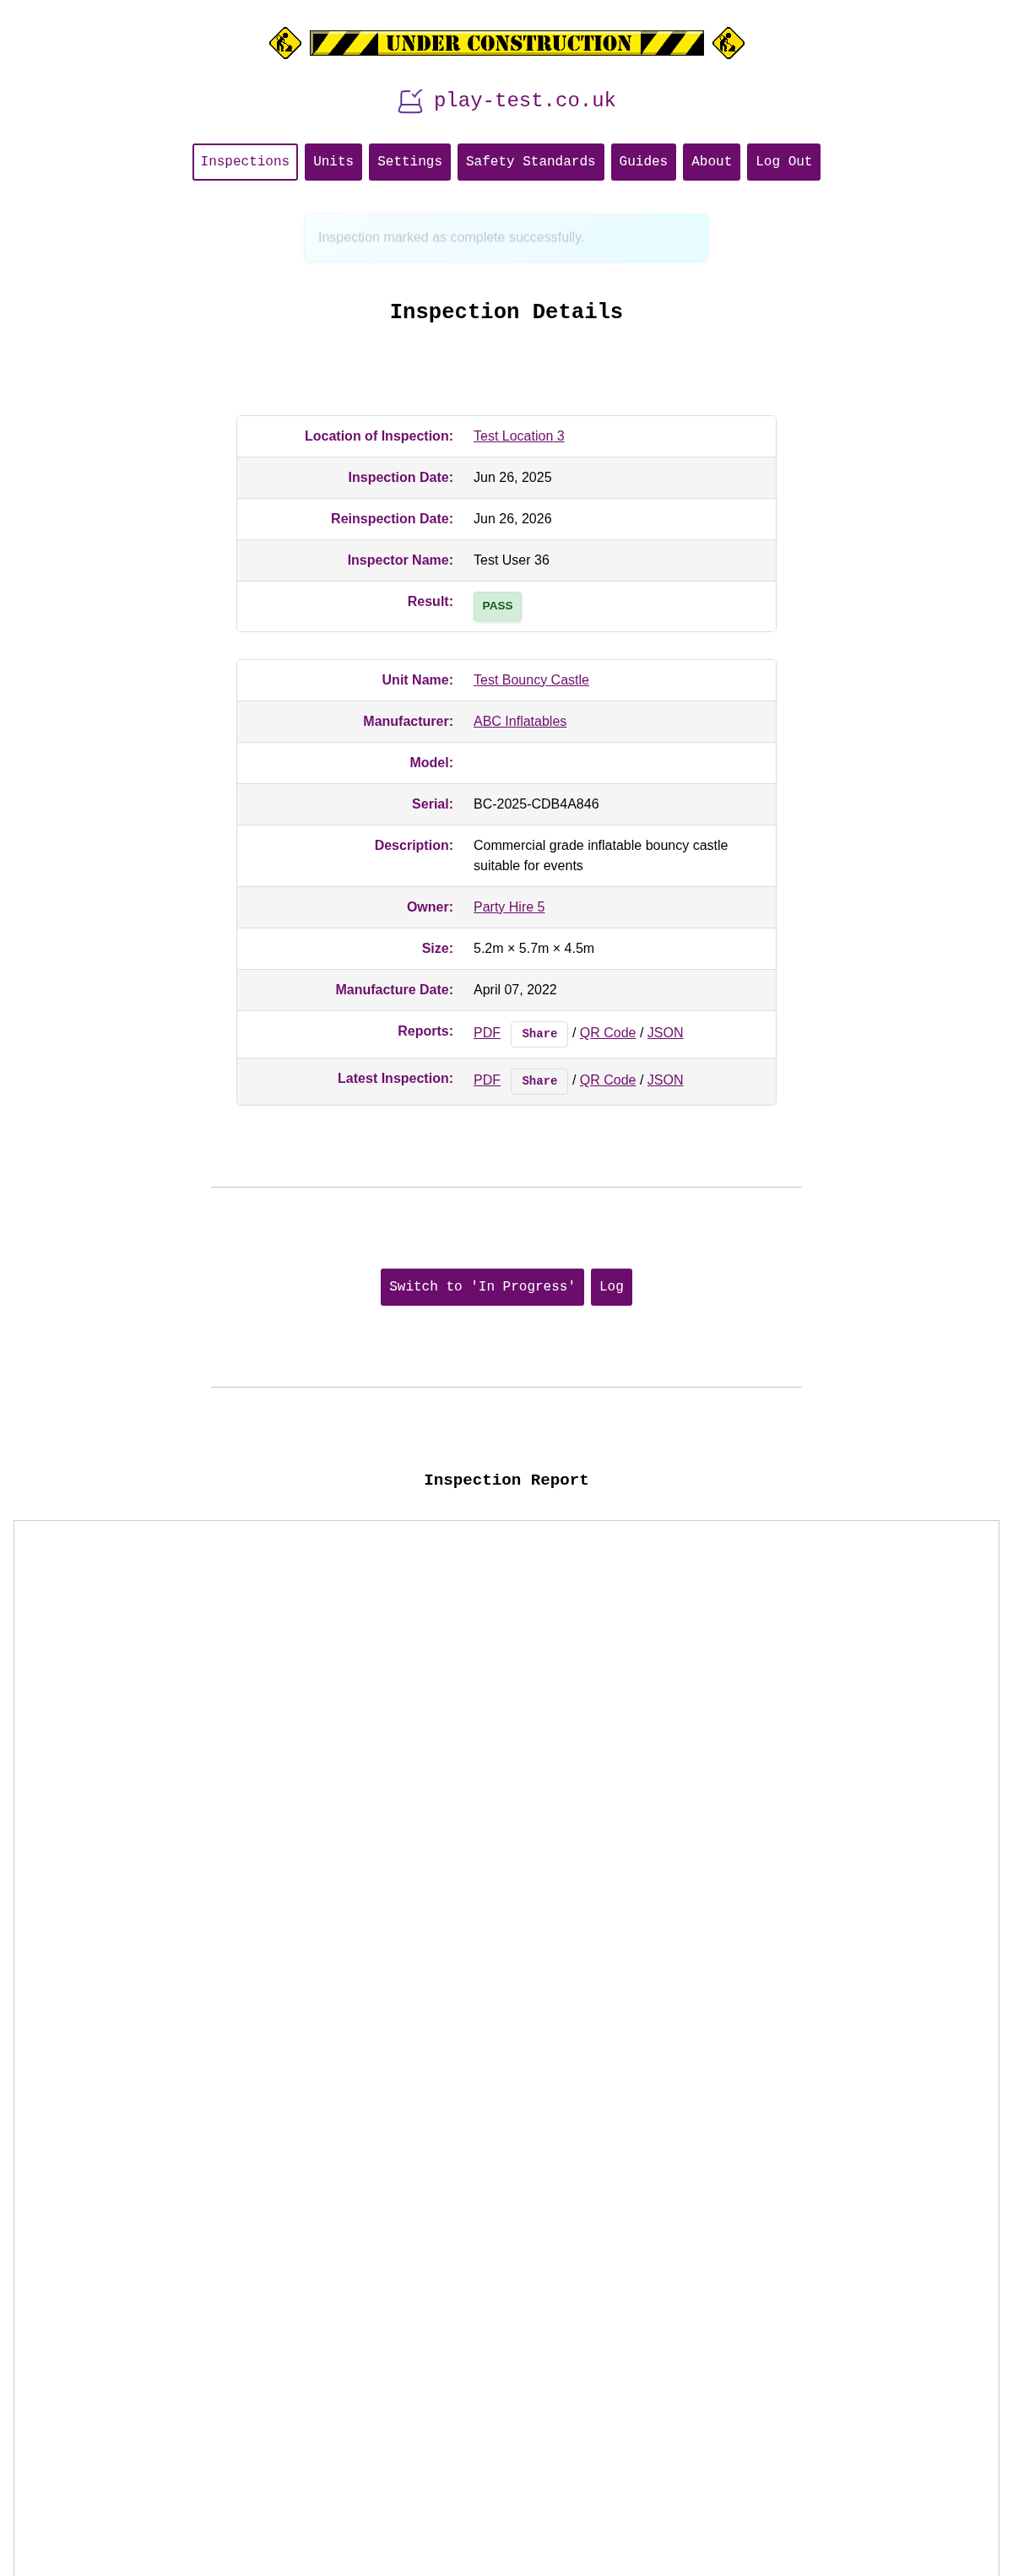 UNDER CONSTRUCTION
play-test.co.uk
Inspections Units Settings Safety Standards Guides About Log Out
Inspection marked as complete successfully.
Inspection Details
Location of Inspection: Test Location 3
Inspection Date: Jun 26, 2025
Reinspection Date: Jun 26, 2026
Inspector Name: Test User 36
Result: PASS
Unit Name: Test Bouncy Castle
Manufacturer: ABC Inflatables
Model:
Serial: BC-2025-CDB4A846
Description: Commercial grade inflatable bouncy castle
suitable for events
Owner: Party Hire 5
Size: 5.2m × 5.7m × 4.5m
Manufacture Date: April 07, 2022
Reports: PDF Share / QR Code / JSON
Latest Inspection: PDF Share / QR Code / JSON
Switch to 'In Progress' Log
Inspection Report